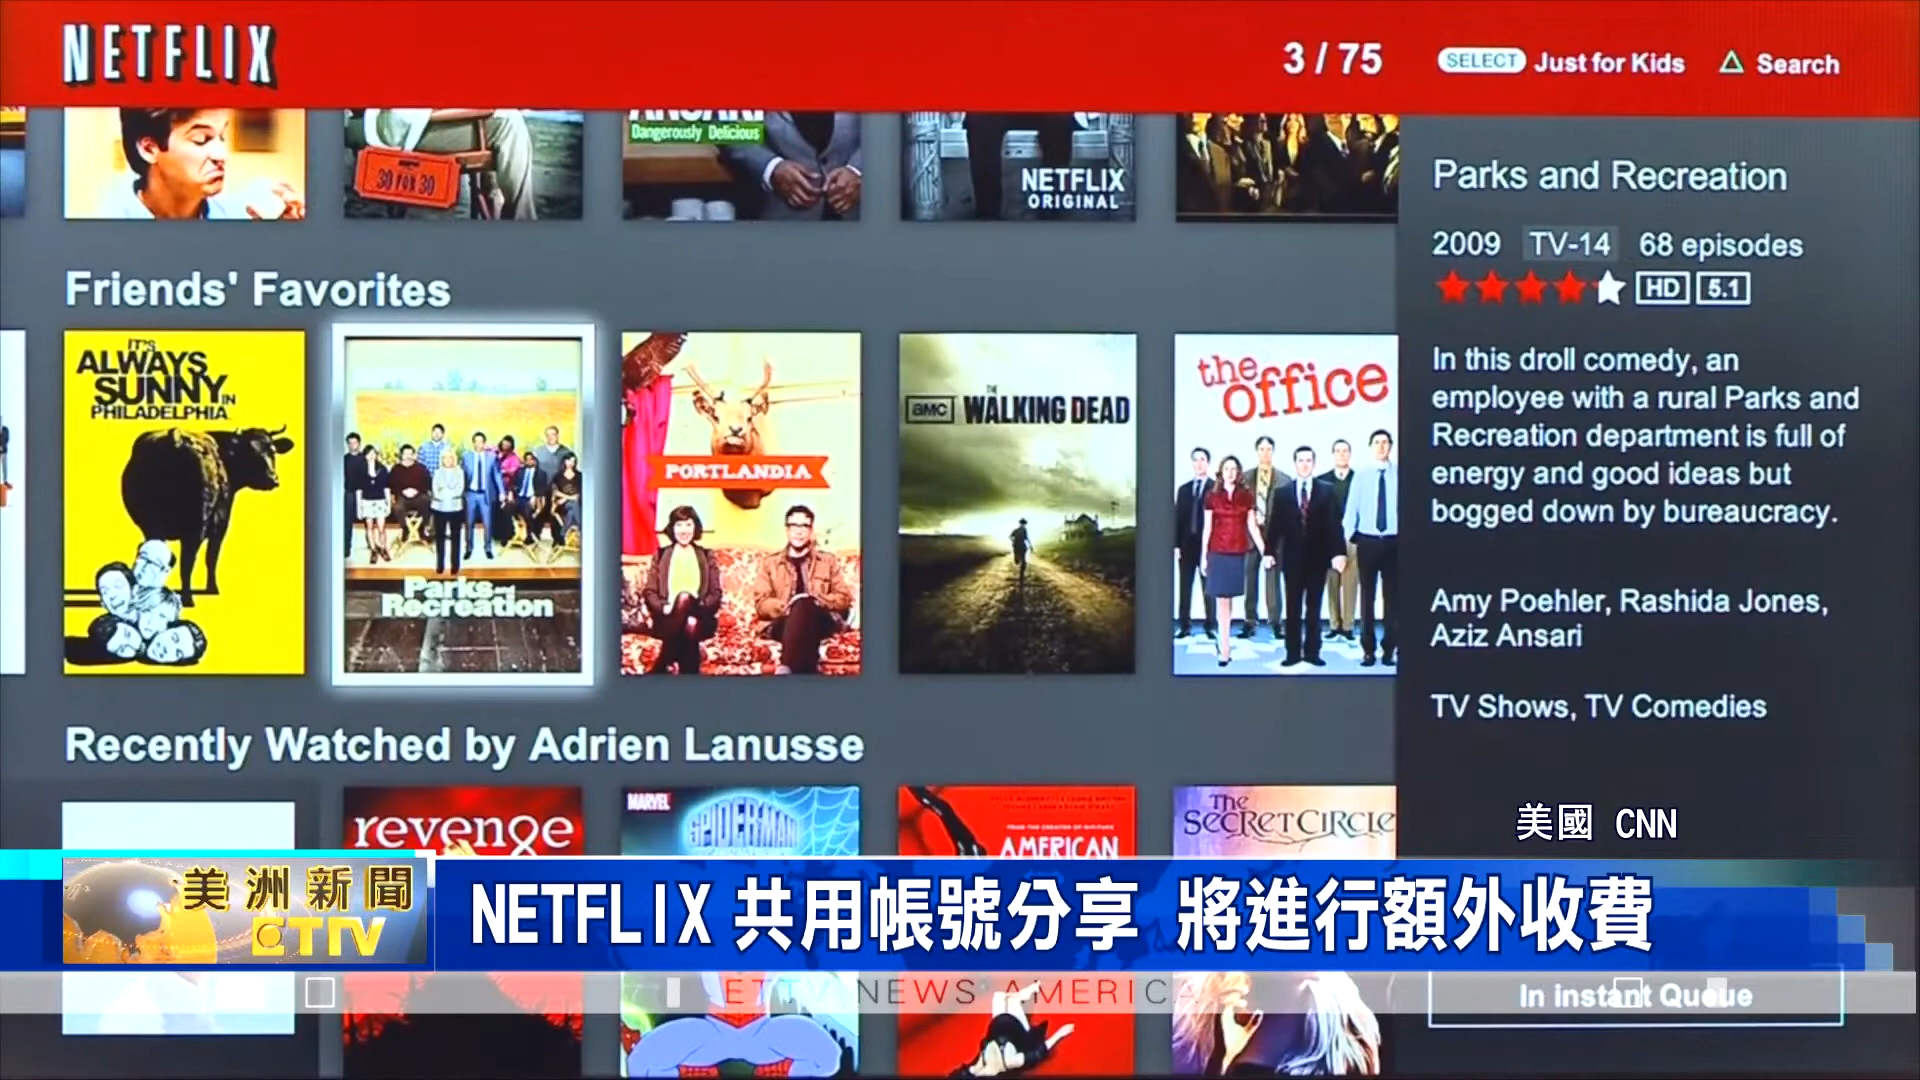 NETFLIX
3 / 75
SELECT Just for Kids
Search
30 FOR 30
Dangerously Delicious
NETFLIX
ORIGINAL
Friends' Favorites
IT'S
ALWAYS
SUNNY IN
PHILADELPHIA
Parks and
Recreation
PORTLANDIA
amc THE WALKING DEAD
the office
Parks and Recreation
2009 TV-14 68 episodes
HD 5.1
In this droll comedy, an
employee with a rural Parks and
Recreation department is full of
energy and good ideas but
bogged down by bureaucracy.
Amy Poehler, Rashida Jones,
Aziz Ansari
TV Shows, TV Comedies
Recently Watched by Adrien Lanusse
revenge
MARVEL
SPIDERMAN
AMERICAN
The
SECRET CIRCLE
美國 CNN
美洲新聞
ETTV
NETFLIX 共用帳號分享 將進行額外收費
ETTV NEWS AMERICA
In instant Queue